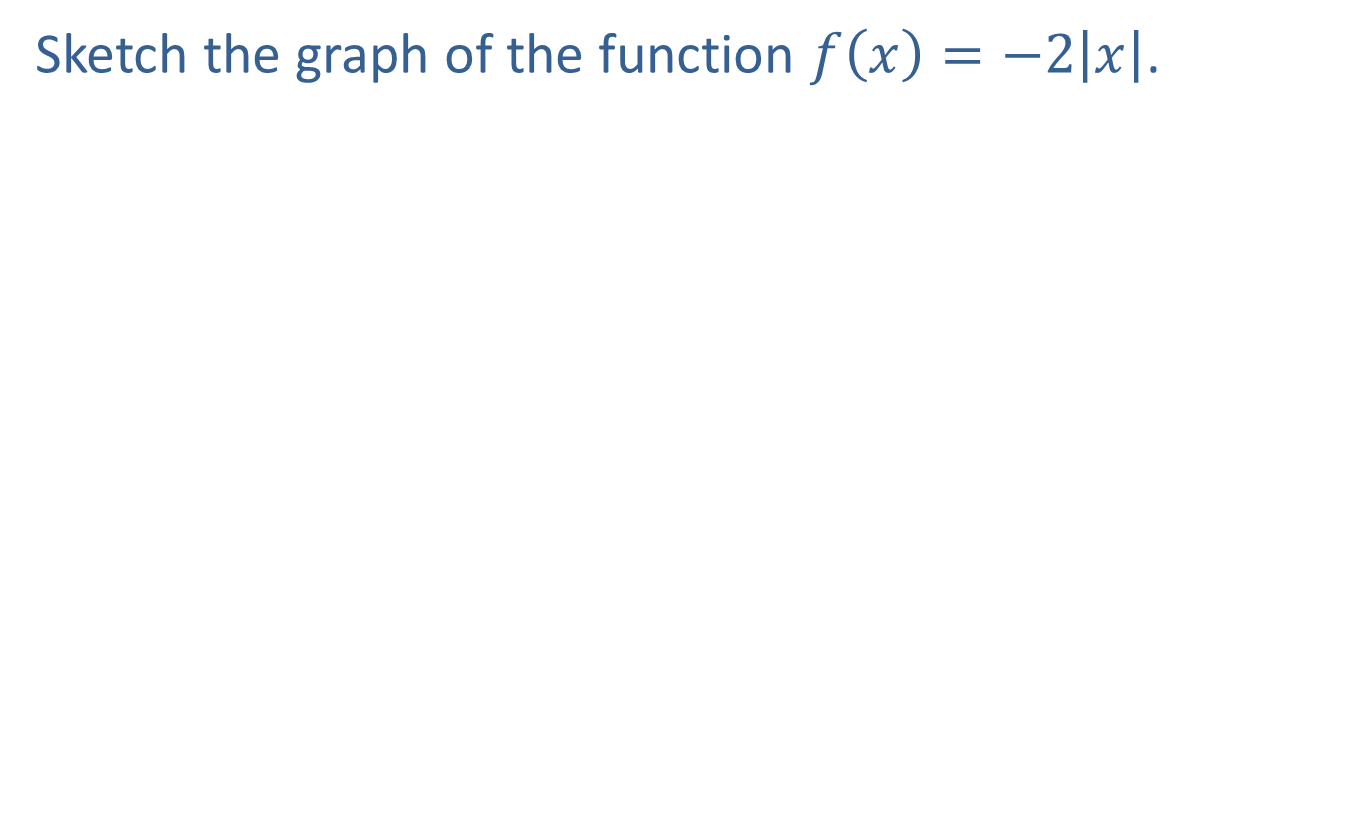 Sketch the graph of the function 𝑓(𝑥) = −2|𝑥|.